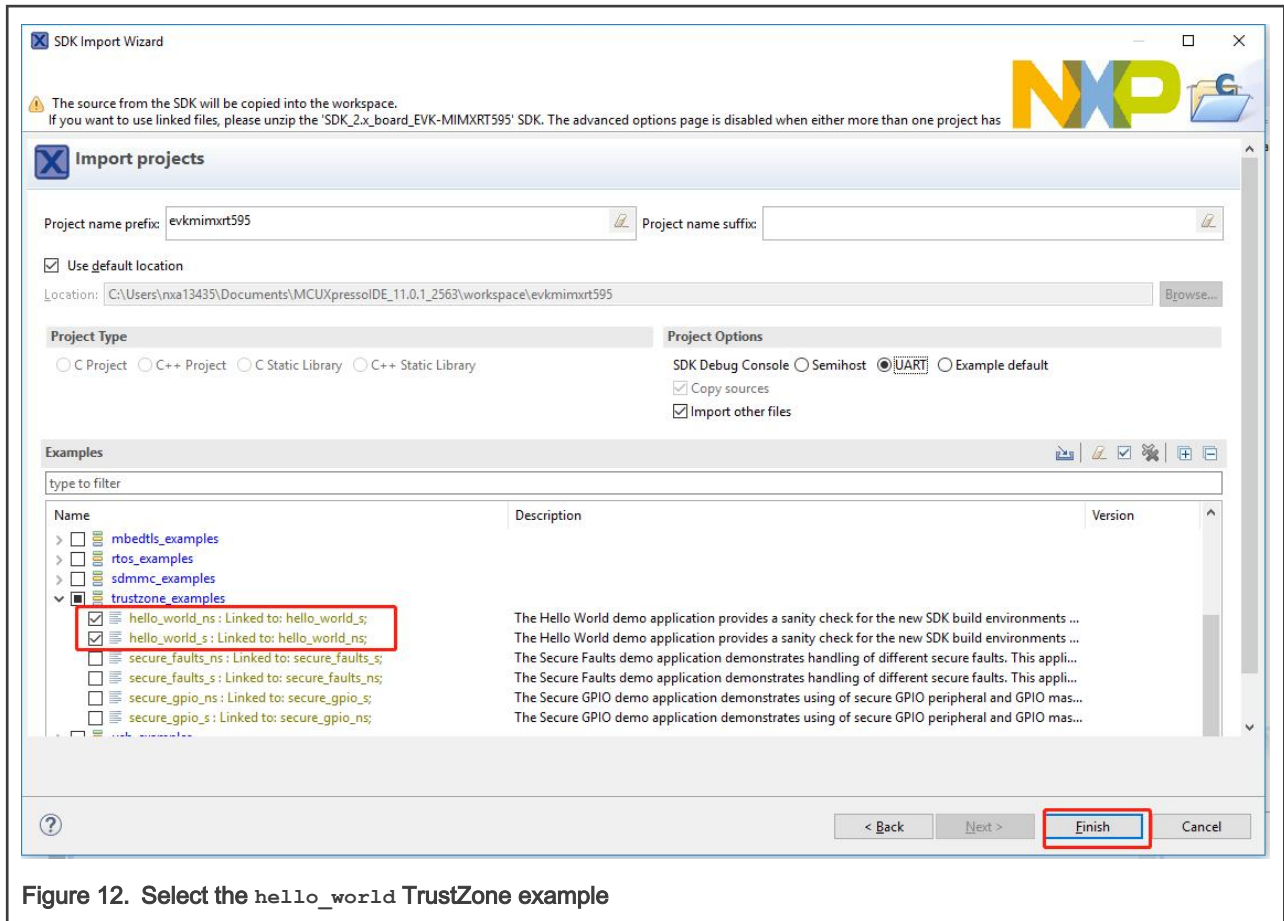 SDK Import Wizard
NXP
The source from the SDK will be copied into the workspace.
If you want to use linked files, please unzip the 'SDK_2.x_board_EVK-MIMXRT595' SDK. The advanced options page is disabled when either more than one project has
Import projects
Project name prefix: evkmimxrt595 Project name suffix:
Use default location
Location: C:\Users\nxa13435\Documents\MCUXpressoIDE_11.0.1_2563\workspace\evkmimxrt595 Browse...
Project Type Project Options
C Project C++ Project C Static Library C++ Static Library SDK Debug Console Semihost UART Example default
Copy sources
Import other files
Examples
type to filter
Name Description Version
mbedtls_examples
rtos_examples
sdmmc_examples
trustzone_examples
hello_world_ns : Linked to: hello_world_s; The Hello World demo application provides a sanity check for the new SDK build environments ...
hello_world_s : Linked to: hello_world_ns; The Hello World demo application provides a sanity check for the new SDK build environments ...
secure_faults_ns : Linked to: secure_faults_s; The Secure Faults demo application demonstrates handling of different secure faults. This appli...
secure_faults_s : Linked to: secure_faults_ns; The Secure Faults demo application demonstrates handling of different secure faults. This appli...
secure_gpio_ns : Linked to: secure_gpio_s; The Secure GPIO demo application demonstrates using of secure GPIO peripheral and GPIO mas...
secure_gpio_s : Linked to: secure_gpio_ns; The Secure GPIO demo application demonstrates using of secure GPIO peripheral and GPIO mas...
< Back Next > Finish Cancel
Figure 12. Select the hello_world TrustZone example